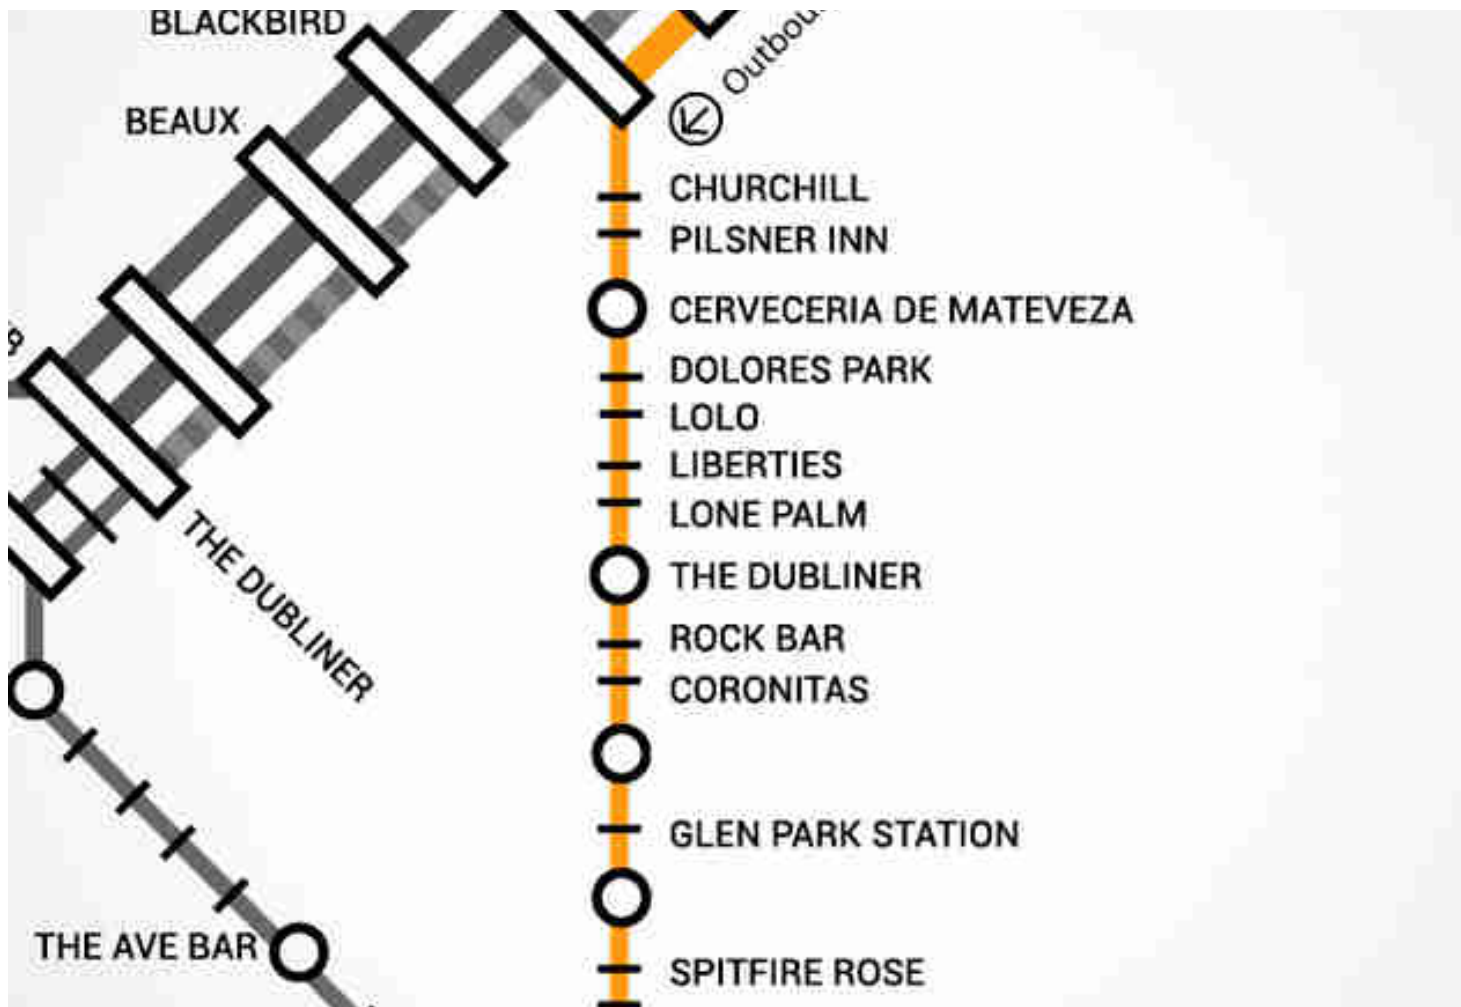 BLACKBIRD
BEAUX
CHURCHILL
PILSNER INN
CERVECERIA DE MATEVEZA
DOLORES PARK
LOLO
LIBERTIES
LONE PALM
THE DUBLINER
THE DUBLINER
ROCK BAR
CORONITAS
GLEN PARK STATION
THE AVE BAR
SPITFIRE ROSE